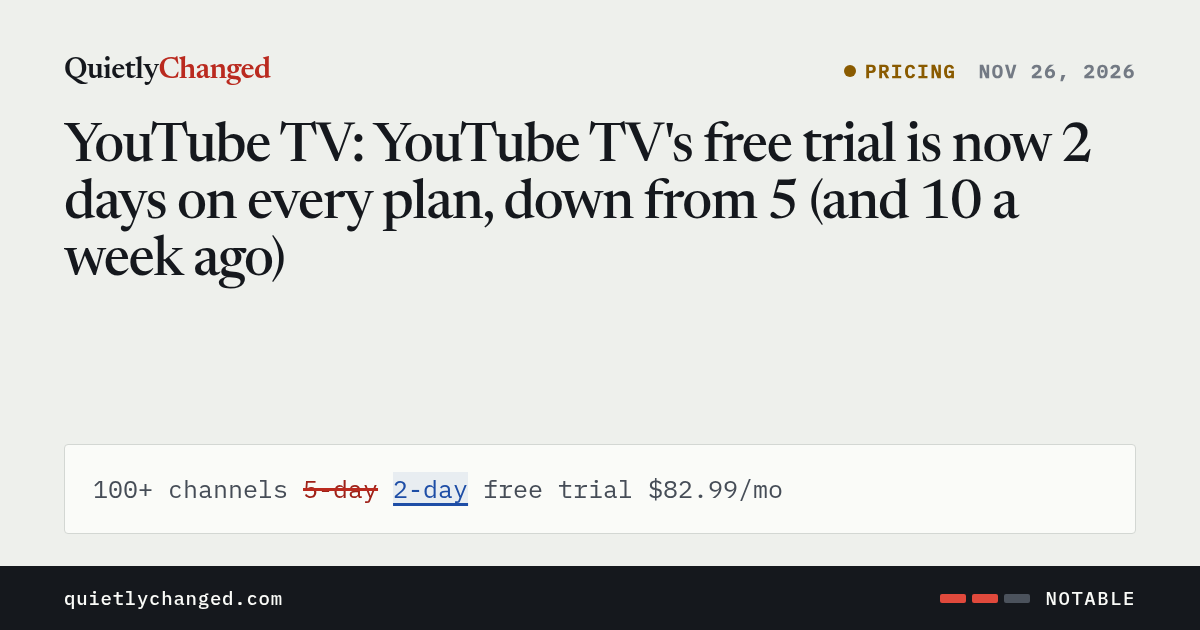 QuietlyChanged
PRICING NOV 26, 2026
YouTube TV: YouTube TV's free trial is now 2
days on every plan, down from 5 (and 10 a
week ago)
100+ channels 5-day 2-day free trial $82.99/mo
quietlychanged.com
NOTABLE